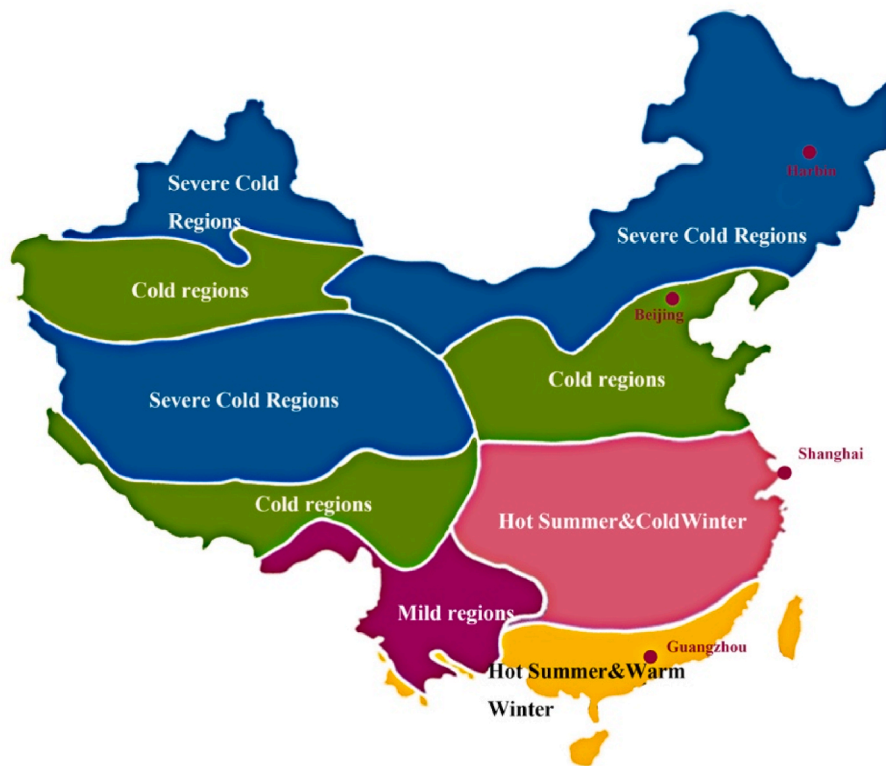 Harbin
Severe Cold
Regions
Severe Cold Regions
Cold regions
Beijing
Cold regions
Severe Cold Regions
Shanghai
Cold regions
Hot Summer&ColdWinter
Mild regions
Guangzhou
Hot Summer&Warm
Winter